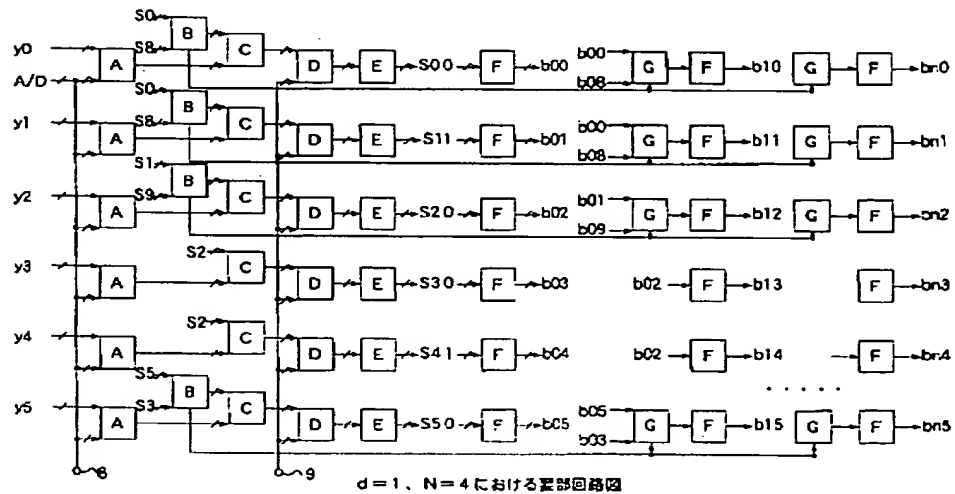 S0
y0 S8 B C A D E S00 F b00 b00 b08 G F b10 G F bn0
A/D
S0
y1 S8 B C A D E S11 F b01 b00 b08 G F b11 G F bn1
S1
y2 S9 B C A D E S20 F b02 b01 b09 G F b12 G F bn2
y3 S2 C A D E S30 F b03 b02 F b13 F bn3
y4 S2 C A D E S41 F b04 b02 F b14 F bn4
.....
S5
y5 S3 B C A D E S50 F b05 b05 b03 G F b15 G F bn5
8 9
d=1、N=4における要部回路図